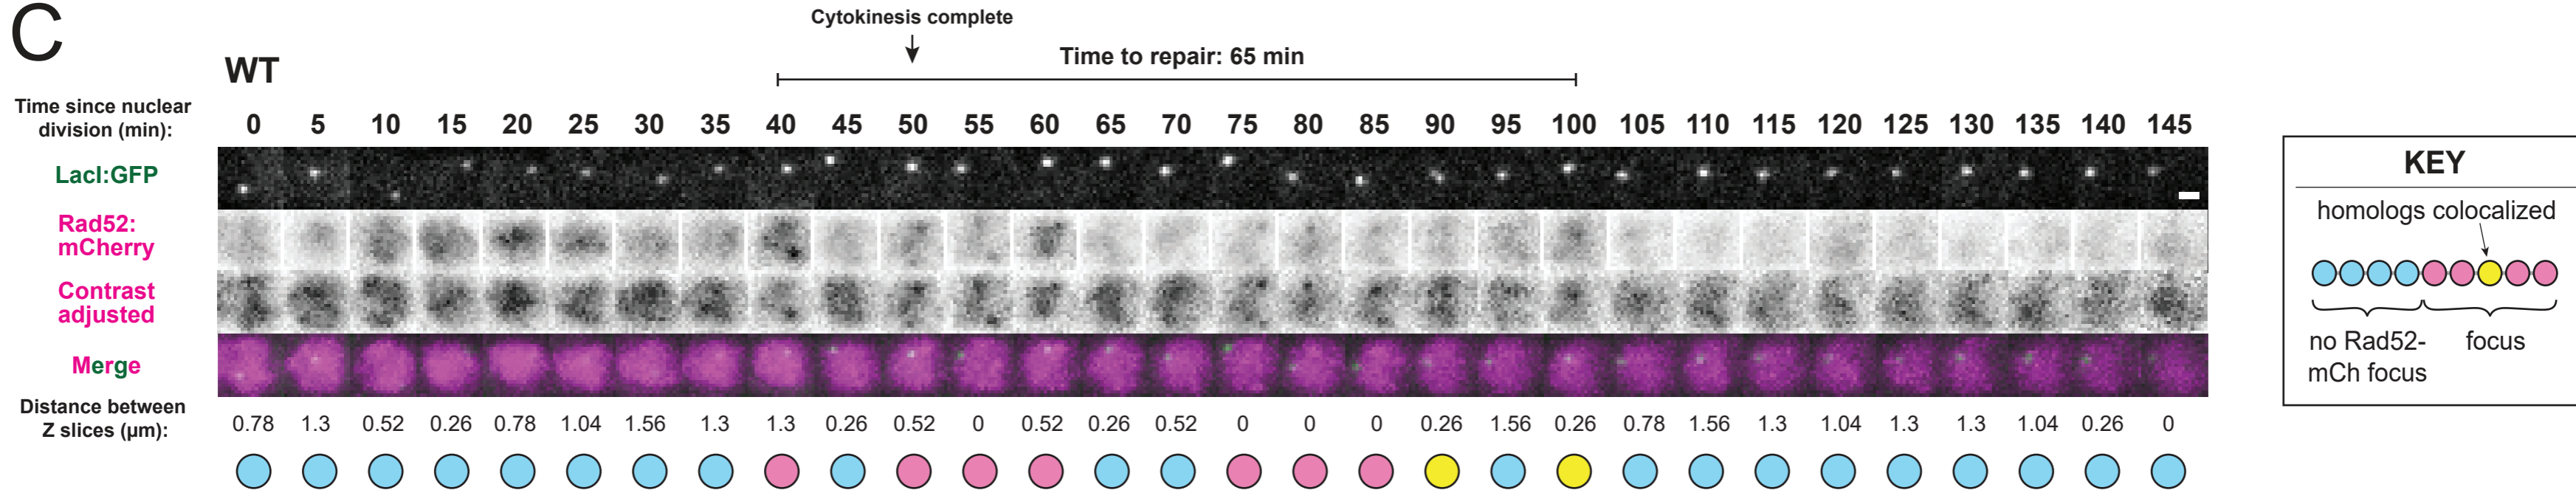 C
Cytokinesis complete
WT
Time to repair: 65 min
Time since nuclear
division (min):
0 5 10 15 20 25 30 35 40 45 50 55 60 65 70 75 80 85 90 95 100 105 110 115 120 125 130 135 140 145
LacI:GFP
Rad52:
mCherry
Contrast
adjusted
Merge
Distance between
Z slices (µm):
0.78 1.3 0.52 0.26 0.78 1.04 1.56 1.3 1.3 0.26 0.52 0 0.52 0.26 0.52 0 0 0 0.26 1.56 0.26 0.78 1.56 1.3 1.04 1.3 1.3 1.04 0.26 0
KEY
homologs colocalized
no Rad52-
mCh focus
focus